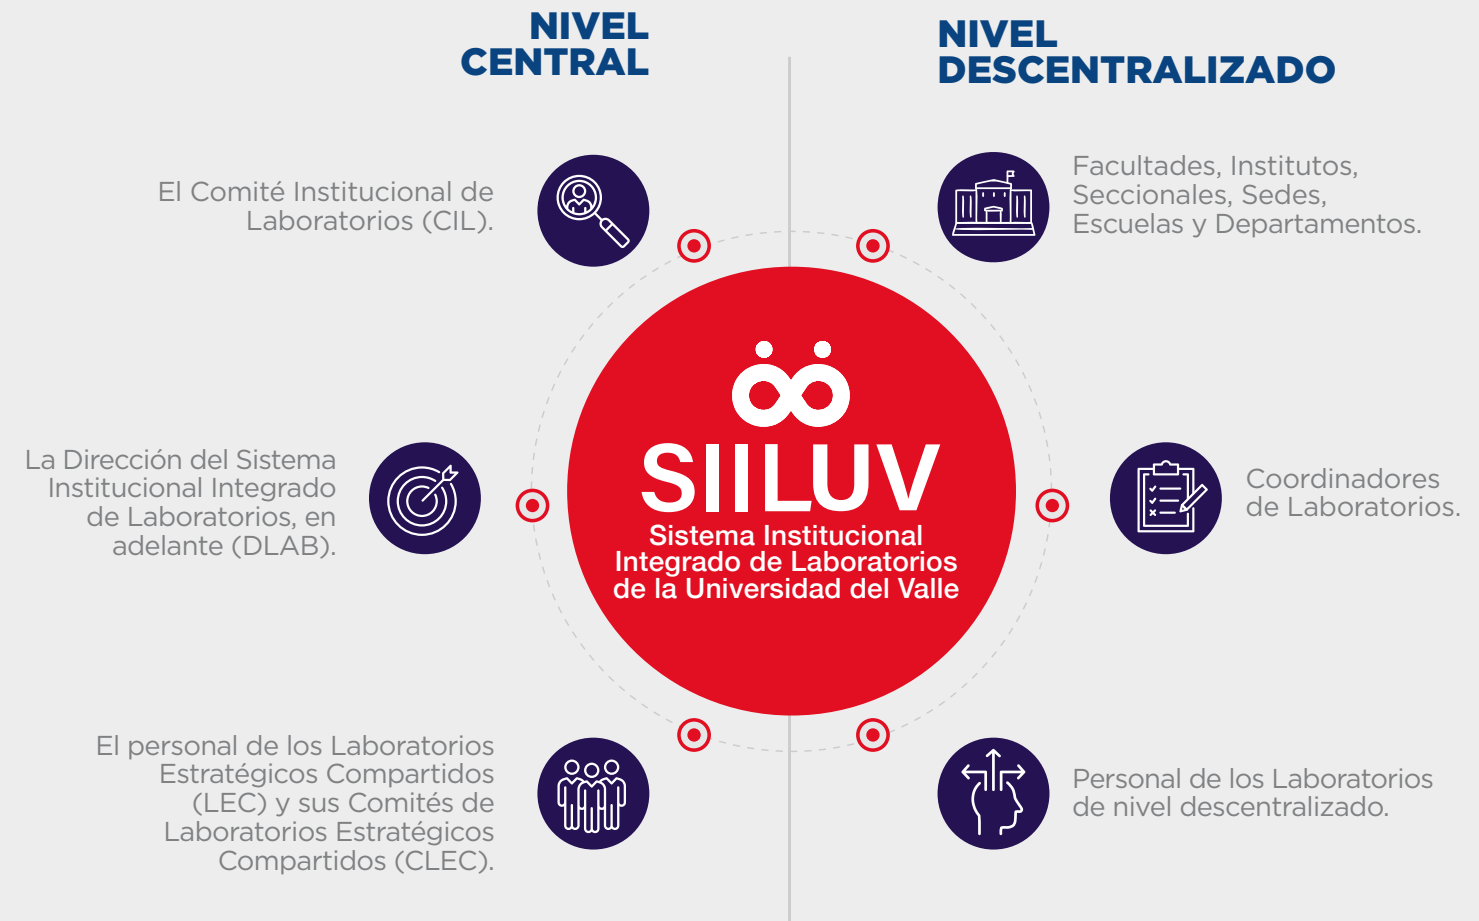 NIVEL
CENTRAL
El Comité Institucional de
Laboratorios (CIL).
La Dirección del Sistema
Institucional Integrado
de Laboratorios, en
adelante (DLAB).
El personal de los Laboratorios
Estratégicos Compartidos
(LEC) y sus Comités de
Laboratorios Estratégicos
Compartidos (CLEC).
SIILUV
Sistema Institucional
Integrado de Laboratorios
de la Universidad del Valle
NIVEL
DESCENTRALIZADO
Facultades, Institutos,
Seccionales, Sedes,
Escuelas y Departamentos.
Coordinadores
de Laboratorios.
Personal de los Laboratorios
de nivel descentralizado.